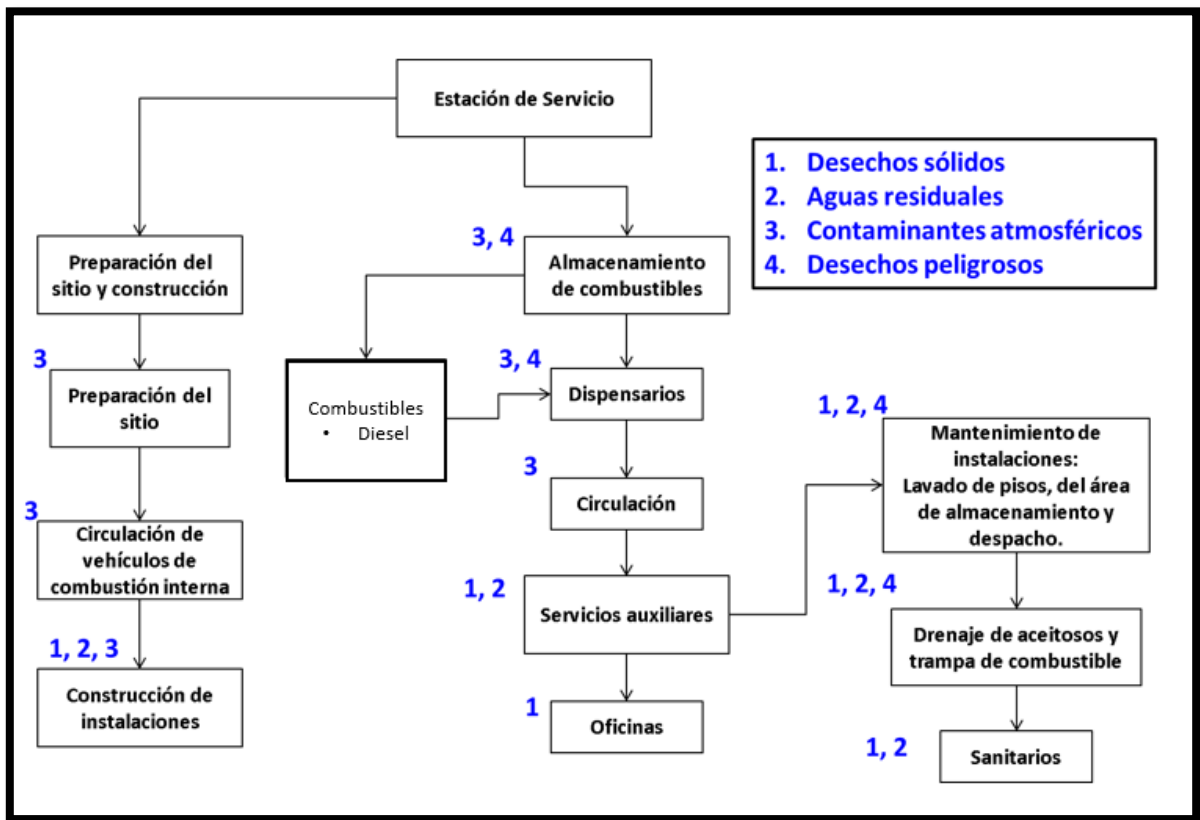 Estación de Servicio
1. Desechos sólidos
2. Aguas residuales
3. Contaminantes atmosféricos
4. Desechos peligrosos
Preparación del
sitio y construcción
3
Preparación del
sitio
3
Circulación de
vehículos de
combustión interna
1, 2, 3
Construcción de
instalaciones
3, 4
Almacenamiento
de combustibles
Combustibles
• Diesel
3, 4
Dispensarios
3
Circulación
1, 2
Servicios auxiliares
1
Oficinas
1, 2, 4
Mantenimiento de
instalaciones:
Lavado de pisos, del área
de almacenamiento y
despacho.
1, 2, 4
Drenaje de aceitosos y
trampa de combustible
1, 2
Sanitarios